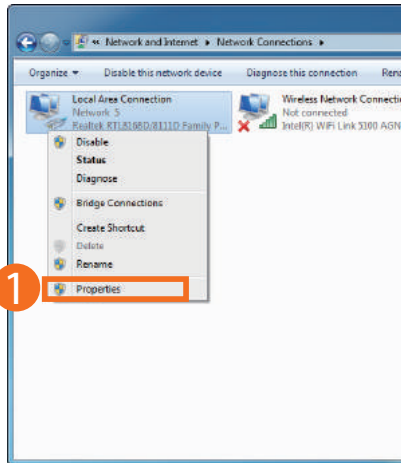 « Network and Internet ▸ Network Connections ▸
Organize ▾ Disable this network device Diagnose this connection Rena
Local Area Connection
Network 5
Realtek RTL8168D/8111D Family P...
Wireless Network Connecti
Not connected
Intel(R) WiFi Link 5100 AGN
Disable
Status
Diagnose
Bridge Connections
Create Shortcut
Delete
Rename
1
Properties